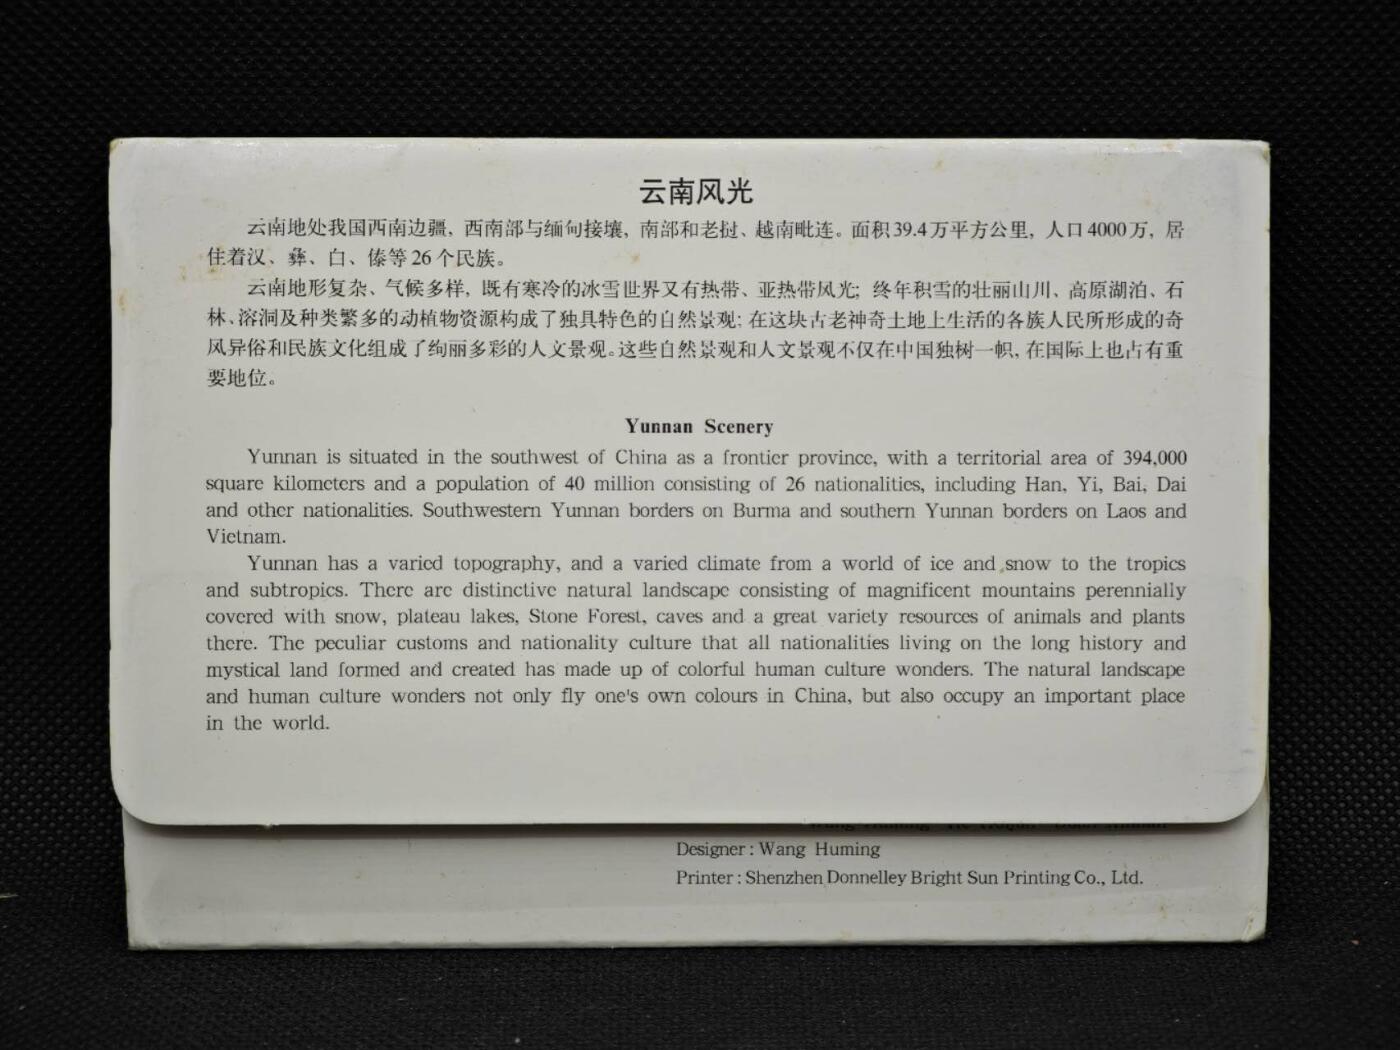 云南风光
云南地处我国西南边疆，西南部与缅甸接壤，南部和老挝、越南毗连。面积39.4万平方公里，人口4000万，居
住着汉、彝、白、傣等26个民族。
云南地形复杂、气候多样，既有寒冷的冰雪世界又有热带、亚热带风光；终年积雪的壮丽山川、高原湖泊、石
林、溶洞及种类繁多的动植物资源构成了独具特色的自然景观；在这块古老神奇土地上生活的各族人民所形成的奇
风异俗和民族文化组成了绚丽多彩的人文景观。这些自然景观和人文景观不仅在中国独树一帜，在国际上也占有重
要地位。
Yunnan Scenery
Yunnan is situated in the southwest of China as a frontier province, with a territorial area of 394,000
square kilometers and a population of 40 million consisting of 26 nationalities, including Han, Yi, Bai, Dai
and other nationalities. Southwestern Yunnan borders on Burma and southern Yunnan borders on Laos and
Vietnam.
Yunnan has a varied topography, and a varied climate from a world of ice and snow to the tropics
and subtropics. There are distinctive natural landscape consisting of magnificent mountains perennially
covered with snow, plateau lakes, Stone Forest, caves and a great variety resources of animals and plants
there. The peculiar customs and nationality culture that all nationalities living on the long history and
mystical land formed and created has made up of colorful human culture wonders. The natural landscape
and human culture wonders not only fly one's own colours in China, but also occupy an important place
in the world.
Designer: Wang Huming
Printer: Shenzhen Donnelley Bright Sun Printing Co., Ltd.